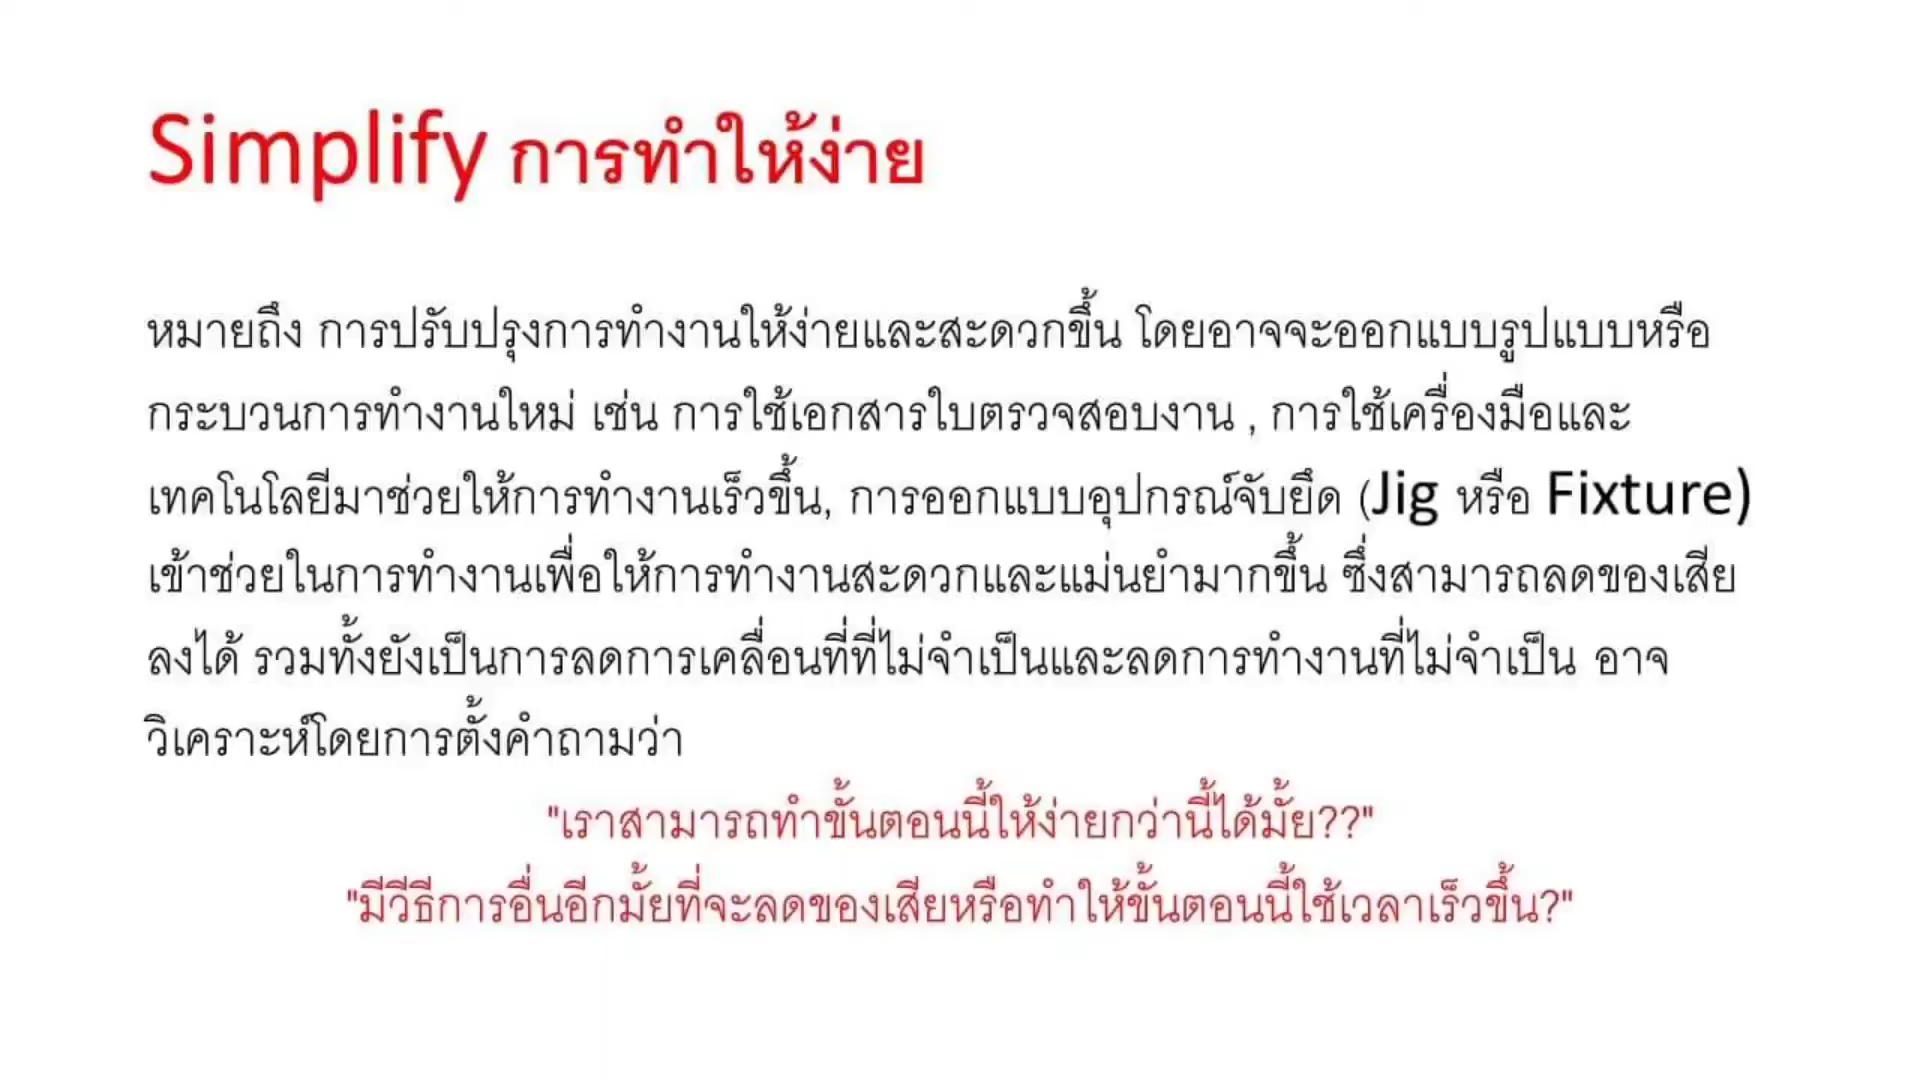 Simplify การทำให้ง่าย
หมายถึง การปรับปรุงการทำงานให้ง่ายและสะดวกขึ้น โดยอาจจะออกแบบรูปแบบหรือ
กระบวนการทำงานใหม่ เช่น การใช้เอกสารใบตรวจสอบงาน , การใช้เครื่องมือและ
เทคโนโลยีมาช่วยให้การทำงานเร็วขึ้น, การออกแบบอุปกรณ์จับยึด (Jig หรือ Fixture)
เข้าช่วยในการทำงานเพื่อให้การทำงานสะดวกและแม่นยำมากขึ้น ซึ่งสามารถลดของเสีย
ลงได้ รวมทั้งยังเป็นการลดการเคลื่อนที่ที่ไม่จำเป็นและลดการทำงานที่ไม่จำเป็น อาจ
วิเคราะห์โดยการตั้งคำถามว่า
"เราสามารถทำขั้นตอนนี้ให้ง่ายกว่านี้ได้มั้ย??"
"มีวีธีการอื่นอีกมั้ยที่จะลดของเสียหรือทำให้ขั้นตอนนี้ใช้เวลาเร็วขึ้น?"